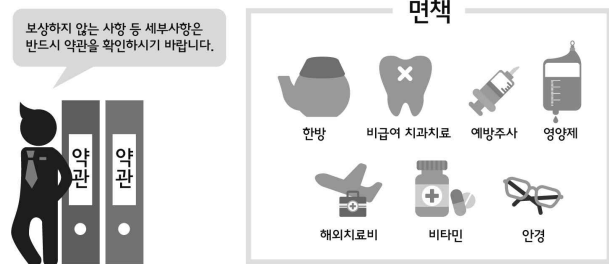 보상하지 않는 사항 등 세부사항은
반드시 약관을 확인하시기 바랍니다.
약관
약관
면책
한방
비급여 치과치료
예방주사
영양제
해외치료비
비타민
안경